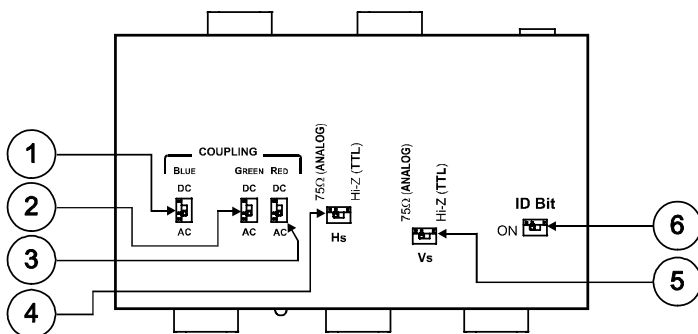 COUPLING
BLUE GREEN RED
DC DC DC
AC AC AC
75Ω (ANALOG)
Hi-Z (TTL)
Hs
75Ω (ANALOG)
Hi-Z (TTL)
Vs
ID Bit
ON
1
2
3
4
5
6